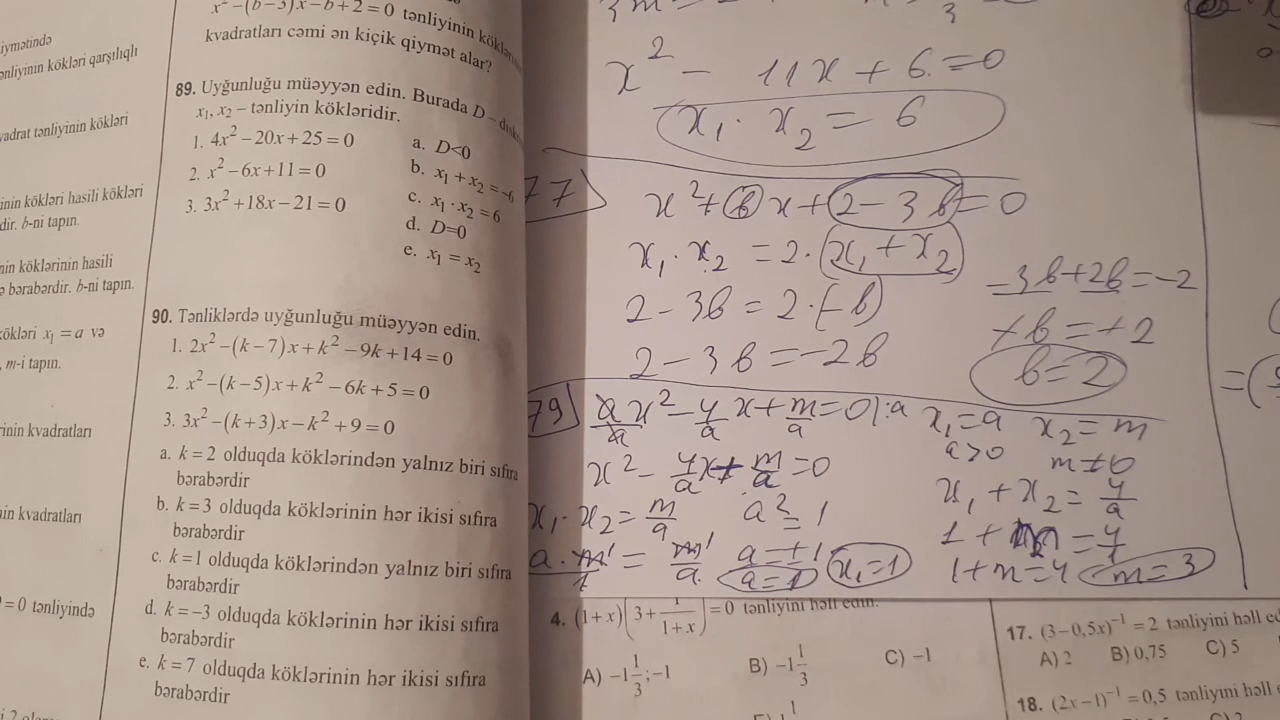 iymətində
ənliyinin kökləri qarşılıqlı
vadrat tənliyinin kökləri
inin kökləri hasili kökləri
dir. b-ni tapın.
nin köklərinin hasili
ə bərabərdir. b-ni tapın.
kökləri x₁ = a və
, m-i tapın.
rinin kvadratları
in kvadratları
= 0 tənliyində
x² − (b − 3)x − b + 2 = 0 tənliyinin köklə
kvadratları cəmi ən kiçik qiymət alar?
89. Uyğunluğu müəyyən edin. Burada D – disk
x₁, x₂ – tənliyin kökləridir.
1. 4x² − 20x + 25 = 0
2. x² − 6x + 11 = 0
3. 3x² + 18x − 21 = 0
a. D<0
b. x₁ + x₂ = −6
c. x₁ · x₂ = 6
d. D=0
e. x₁ = x₂
90. Tənliklərdə uyğunluğu müəyyən edin.
1. 2x² − (k − 7)x + k² − 9k + 14 = 0
2. x² − (k − 5)x + k² − 6k + 5 = 0
3. 3x² − (k + 3)x − k² + 9 = 0
a. k = 2 olduqda köklərindən yalnız biri sıfıra
bərabərdir
b. k = 3 olduqda köklərinin hər ikisi sıfıra
bərabərdir
c. k = 1 olduqda köklərindən yalnız biri sıfıra
bərabərdir
d. k = −3 olduqda köklərinin hər ikisi sıfıra
bərabərdir
e. k = 7 olduqda köklərinin hər ikisi sıfıra
bərabərdir
x² − 11x + 6 = 0
x₁ · x₂ = 6
77) x² + bx + 2 − 3b = 0
x₁ · x₂ = 2 · (x₁ + x₂)
2 − 3b = 2 · (−b)
2 − 3b = −2b
−3b + 2b = −2
+b = +2
b = 2
79) ax²/a − 4/a x + m/a = 0 |:a
x² − 4/a x + m/a = 0
x₁ · x₂ = m/a
a · m/1 = m/a
a² = 1
a = ±1
a = 1
x₁ = 1
x₁ = a x₂ = m
a > 0 m ≠ 0
x₁ + x₂ = 4/a
1 + m = 4/1
1 + m = 4 m = 3
4. (1 + x)(3 + 1/(1 + x)) = 0 tənliyini həll edin.
A) −1 1/3; −1 B) −1 1/3 C) −1
17. (3 − 0,5x)⁻¹ = 2 tənliyini həll ed
A) 2 B) 0,75 C) 5
18. (2x − 1)⁻¹ = 0,5 tənliyini həll e